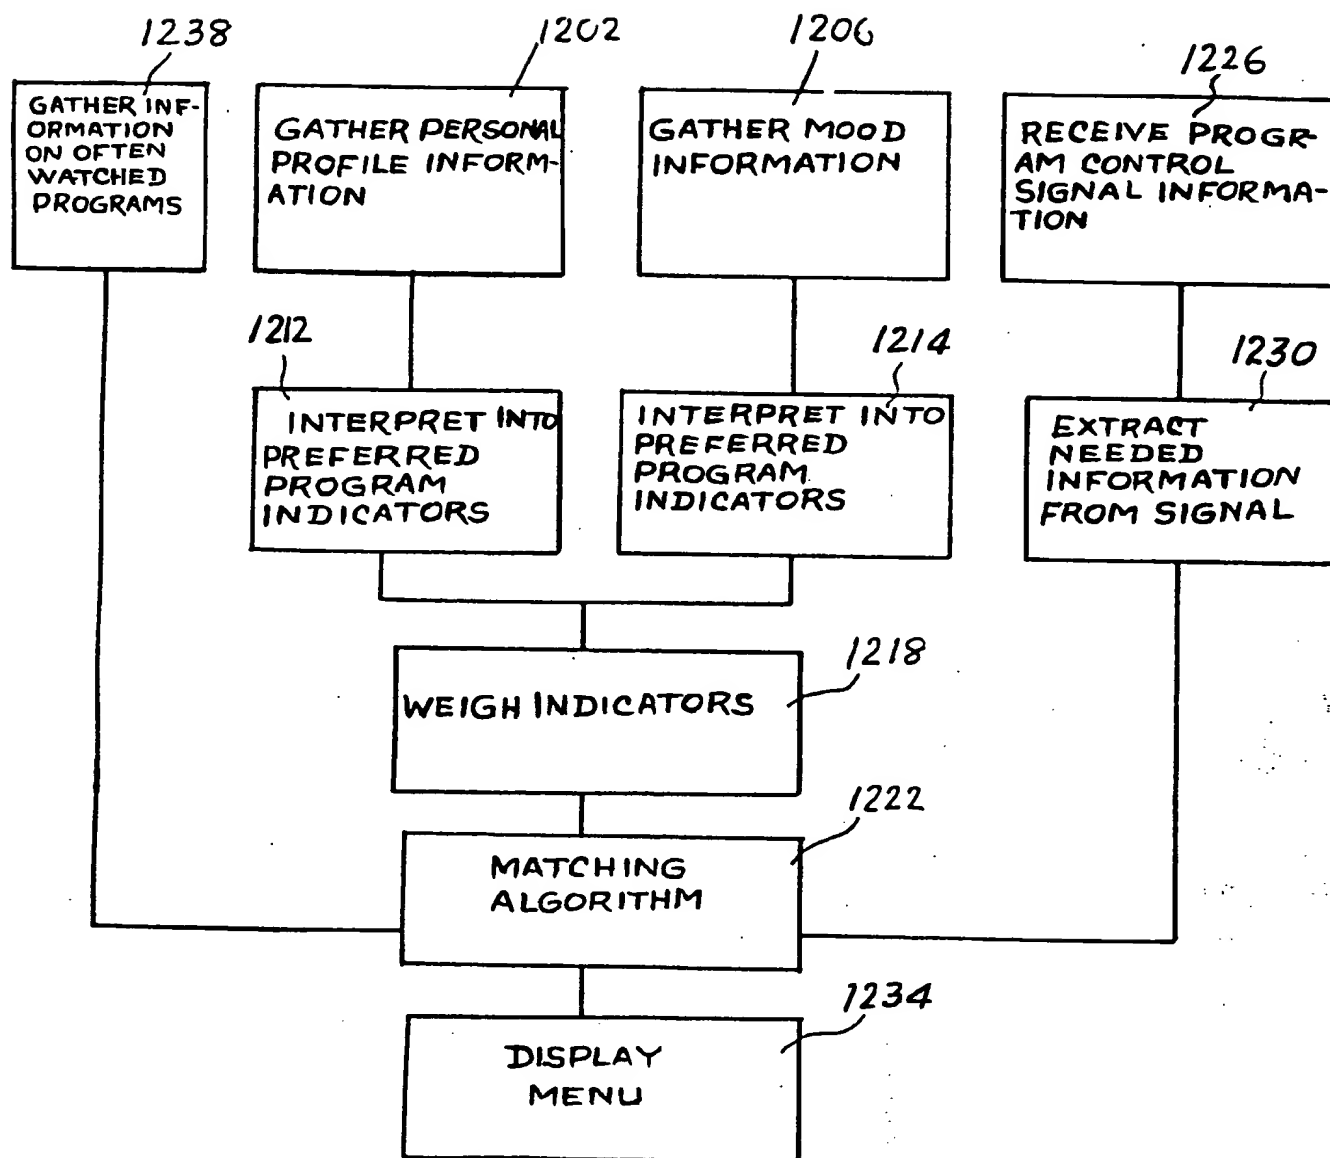 1238
1202
1206
1226
GATHER INF-
ORMATION
ON OFTEN
WATCHED
PROGRAMS
GATHER PERSONAL
PROFILE INFORM-
ATION
GATHER MOOD
INFORMATION
RECEIVE PROGR-
AM CONTROL
SIGNAL INFORMA-
TION
1212
1214
1230
INTERPRET INTO
PREFERRED
PROGRAM
INDICATORS
INTERPRET INTO
PREFERRED
PROGRAM
INDICATORS
EXTRACT
NEEDED
INFORMATION
FROM SIGNAL
1218
WEIGH INDICATORS
1222
MATCHING
ALGORITHM
1234
DISPLAY
MENU